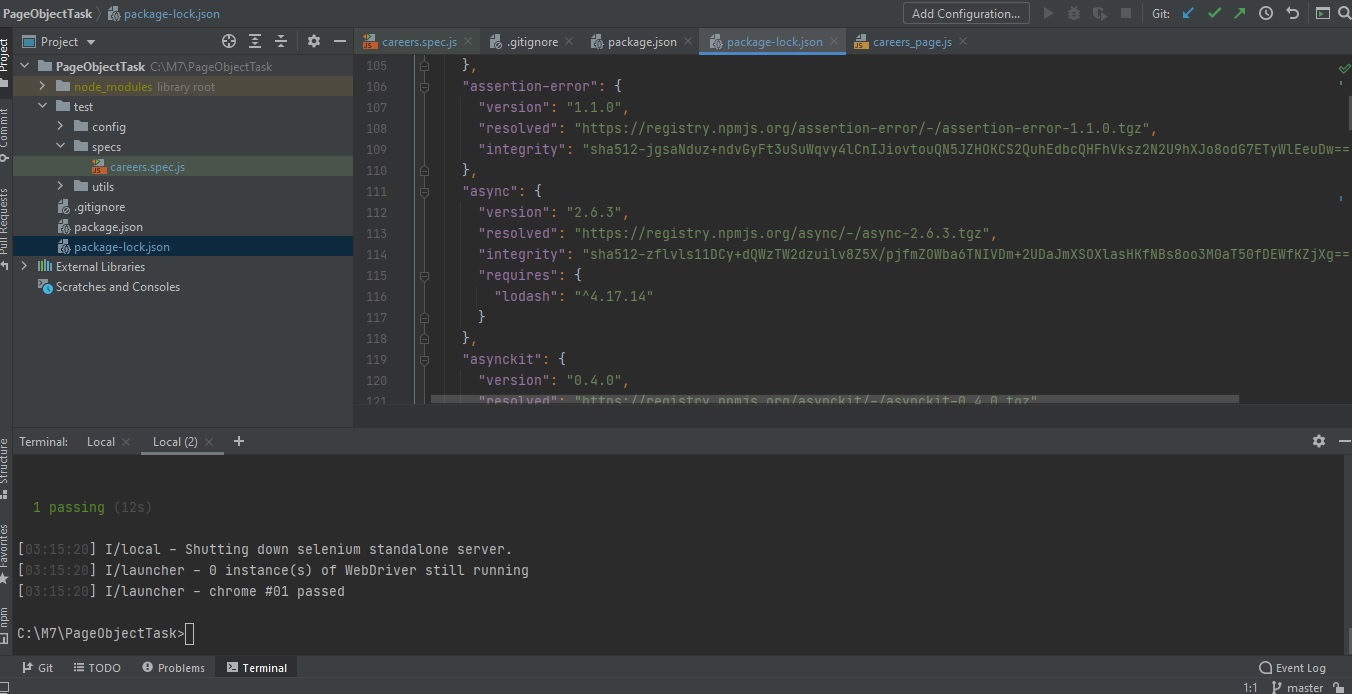 PageObjectTask package-lock.json Add Configuration... Git:
Project careers.spec.js .gitignore package.json package-lock.json careers_page.js
Project
Commit
Pull Requests
Structure
Favorites
npm
PageObjectTask C:\M7\PageObjectTask
node_modules library root
test
config
specs
careers.spec.js
utils
.gitignore
package.json
package-lock.json
External Libraries
Scratches and Consoles
105 },
106 "assertion-error": {
107 "version": "1.1.0",
108 "resolved": "https://registry.npmjs.org/assertion-error/-/assertion-error-1.1.0.tgz",
109 "integrity": "sha512-jgsaNduz+ndvGyFt3uSuWqvy4lCnIJiovtouQN5JZHOKCS2QuhEdbcQHFhVksz2N2U9hXJo8odG7ETyWlEeuDw==
110 },
111 "async": {
112 "version": "2.6.3",
113 "resolved": "https://registry.npmjs.org/async/-/async-2.6.3.tgz",
114 "integrity": "sha512-zflvls11DCy+dQWzTW2dzuilv8Z5X/pjfmZOWba6TNIVDm+2UDaJmXSOXlasHKfNBs8oo3M0aT50fDEWfKZjXg==
115 "requires": {
116 "lodash": "^4.17.14"
117 }
118 },
119 "asynckit": {
120 "version": "0.4.0",
121 "resolved": "https://registry.npmjs.org/asynckit/-/asynckit-0.4.0.tgz"
Terminal: Local Local (2)
1 passing (12s)
[03:15:20] I/local - Shutting down selenium standalone server.
[03:15:20] I/launcher - 0 instance(s) of WebDriver still running
[03:15:20] I/launcher - chrome #01 passed
C:\M7\PageObjectTask>
Git TODO Problems Terminal Event Log
1:1 master